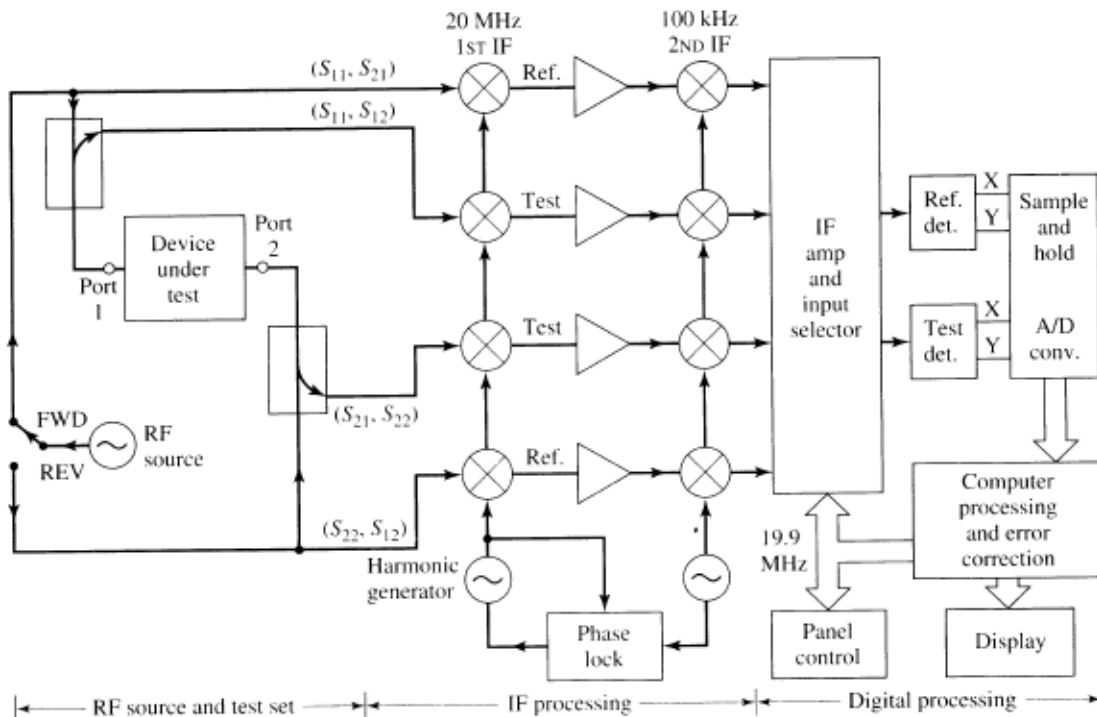 20 MHz
1ST IF
100 kHz
2ND IF
(S11, S21)
Ref.
(S11, S12)
Test
X
Y
Ref.
det.
Sample
and
hold
Port
2
Device
under
test
Port
1
IF
amp
and
input
selector
Test
X
Y
Test
det.
A/D
conv.
(S21, S22)
FWD
REV
RF
source
Ref.
(S22, S12)
Harmonic
generator
19.9
MHz
Computer
processing
and error
correction
Phase
lock
Panel
control
Display
RF source and test set
IF processing
Digital processing